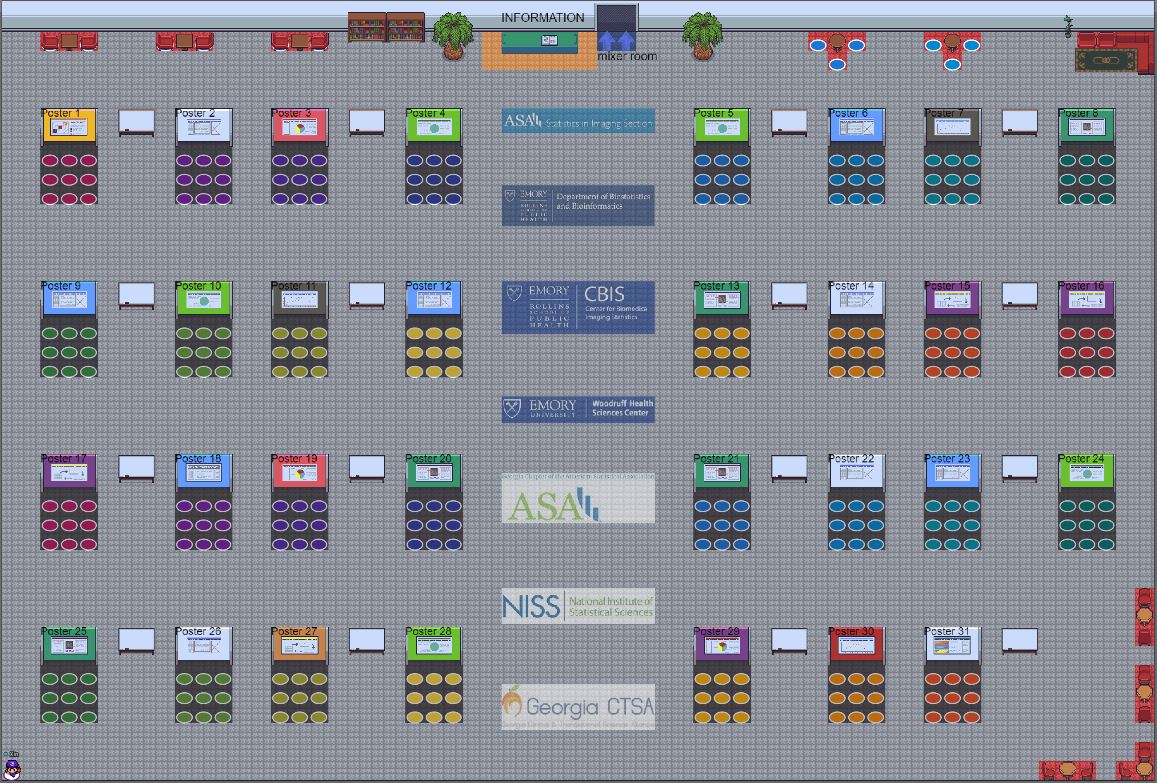 INFORMATION
mixer room
Poster 1
Poster 2
Poster 3
Poster 4
Poster 5
Poster 6
Poster 7
Poster 8
ASA Statistics in Imaging Section
EMORY
ROLLINS
SCHOOL OF
PUBLIC
HEALTH
Department of Biostatistics
and Bioinformatics
Poster 9
Poster 10
Poster 11
Poster 12
Poster 13
Poster 14
Poster 15
Poster 16
EMORY
ROLLINS
SCHOOL OF
PUBLIC
HEALTH
CBIS
Center for Biomedica
Imaging Statistics
EMORY
UNIVERSITY
Woodruff Health
Sciences Center
Poster 17
Poster 18
Poster 19
Poster 20
Poster 21
Poster 22
Poster 23
Poster 24
Georgia Chapter of the American Statistical Association
ASA
NISS National Institute of
Statistical Sciences
Poster 25
Poster 26
Poster 27
Poster 28
Poster 29
Poster 30
Poster 31
Georgia CTSA